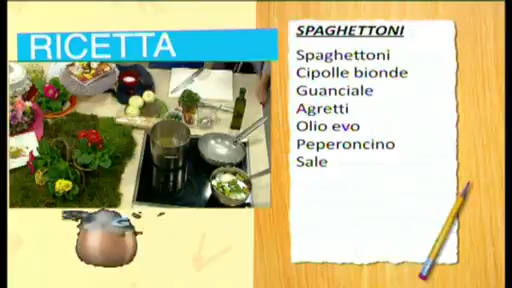 RICETTA
SPAGHETTONI
Spaghettoni
Cipolle bionde
Guanciale
Agretti
Olio evo
Peperoncino
Sale